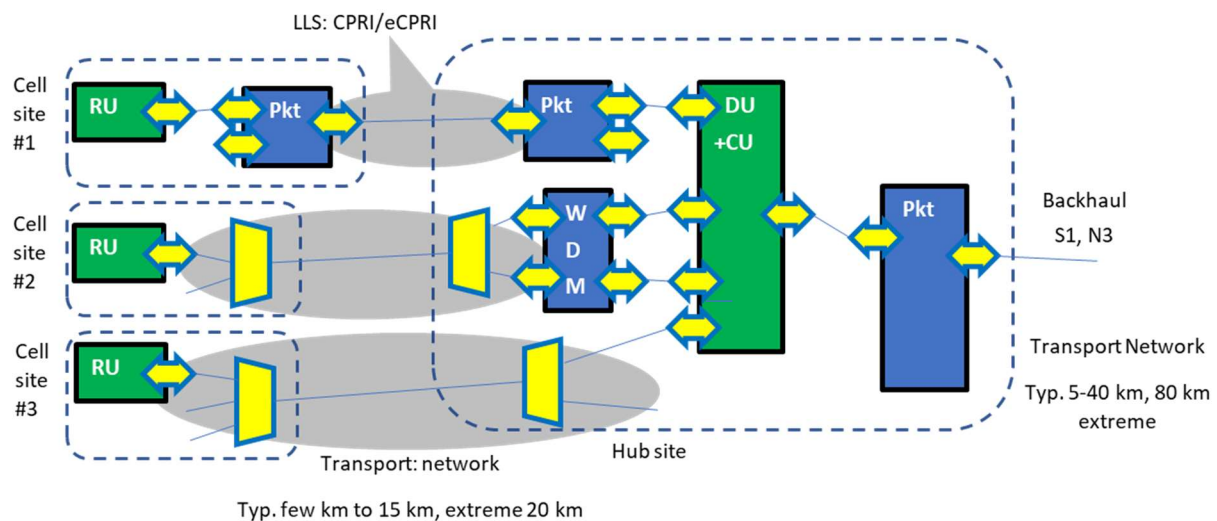 LLS: CPRI/eCPRI
Cell
site
#1
RU
Pkt
Pkt
DU
+CU
Cell
site
#2
RU
W
D
M
Pkt
Backhaul
S1, N3
Cell
site
#3
RU
Transport Network
Typ. 5-40 km, 80 km
extreme
Hub site
Transport: network
Typ. few km to 15 km, extreme 20 km